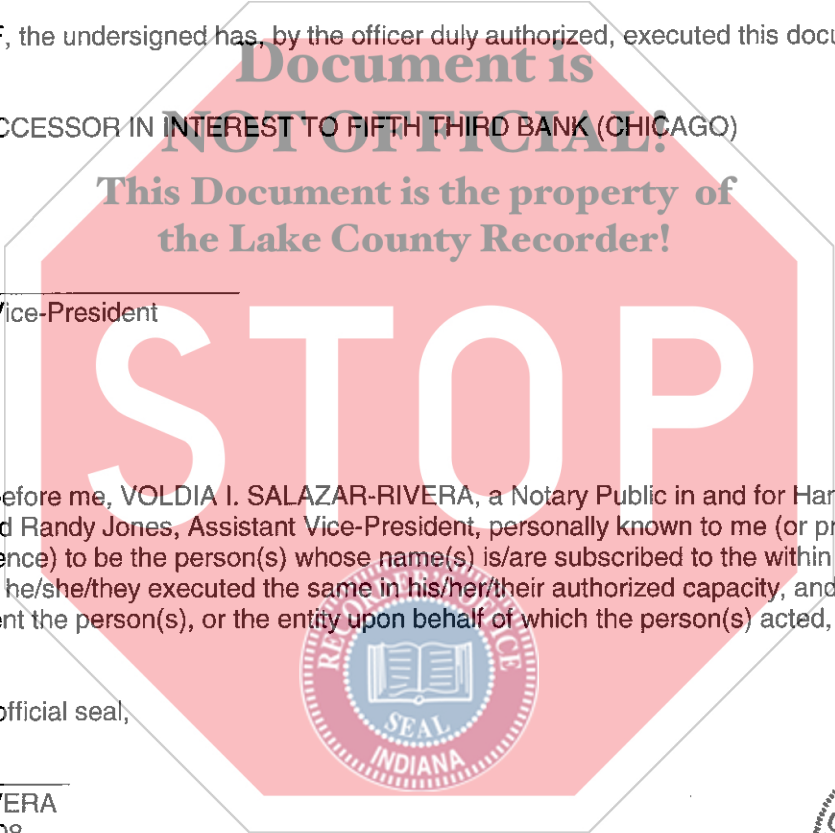 , the undersigned has, by the officer duly authorized, executed this docu
Document is
CCESSOR IN INTEREST TO FIFTH THIRD BANK (CHICAGO)
NOT OFFICIAL!
This Document is the property of
the Lake County Recorder!
Vice-President
STOP
efore me, VOLDIA I. SALAZAR-RIVERA, a Notary Public in and for Har
d Randy Jones, Assistant Vice-President, personally known to me (or pr
ence) to be the person(s) whose name(s) is/are subscribed to the within
he/she/they executed the same in his/her/their authorized capacity, and
ent the person(s), or the entity upon behalf of which the person(s) acted,
RECORDER'S OFFICE
SEAL
INDIANA
official seal,
VERA